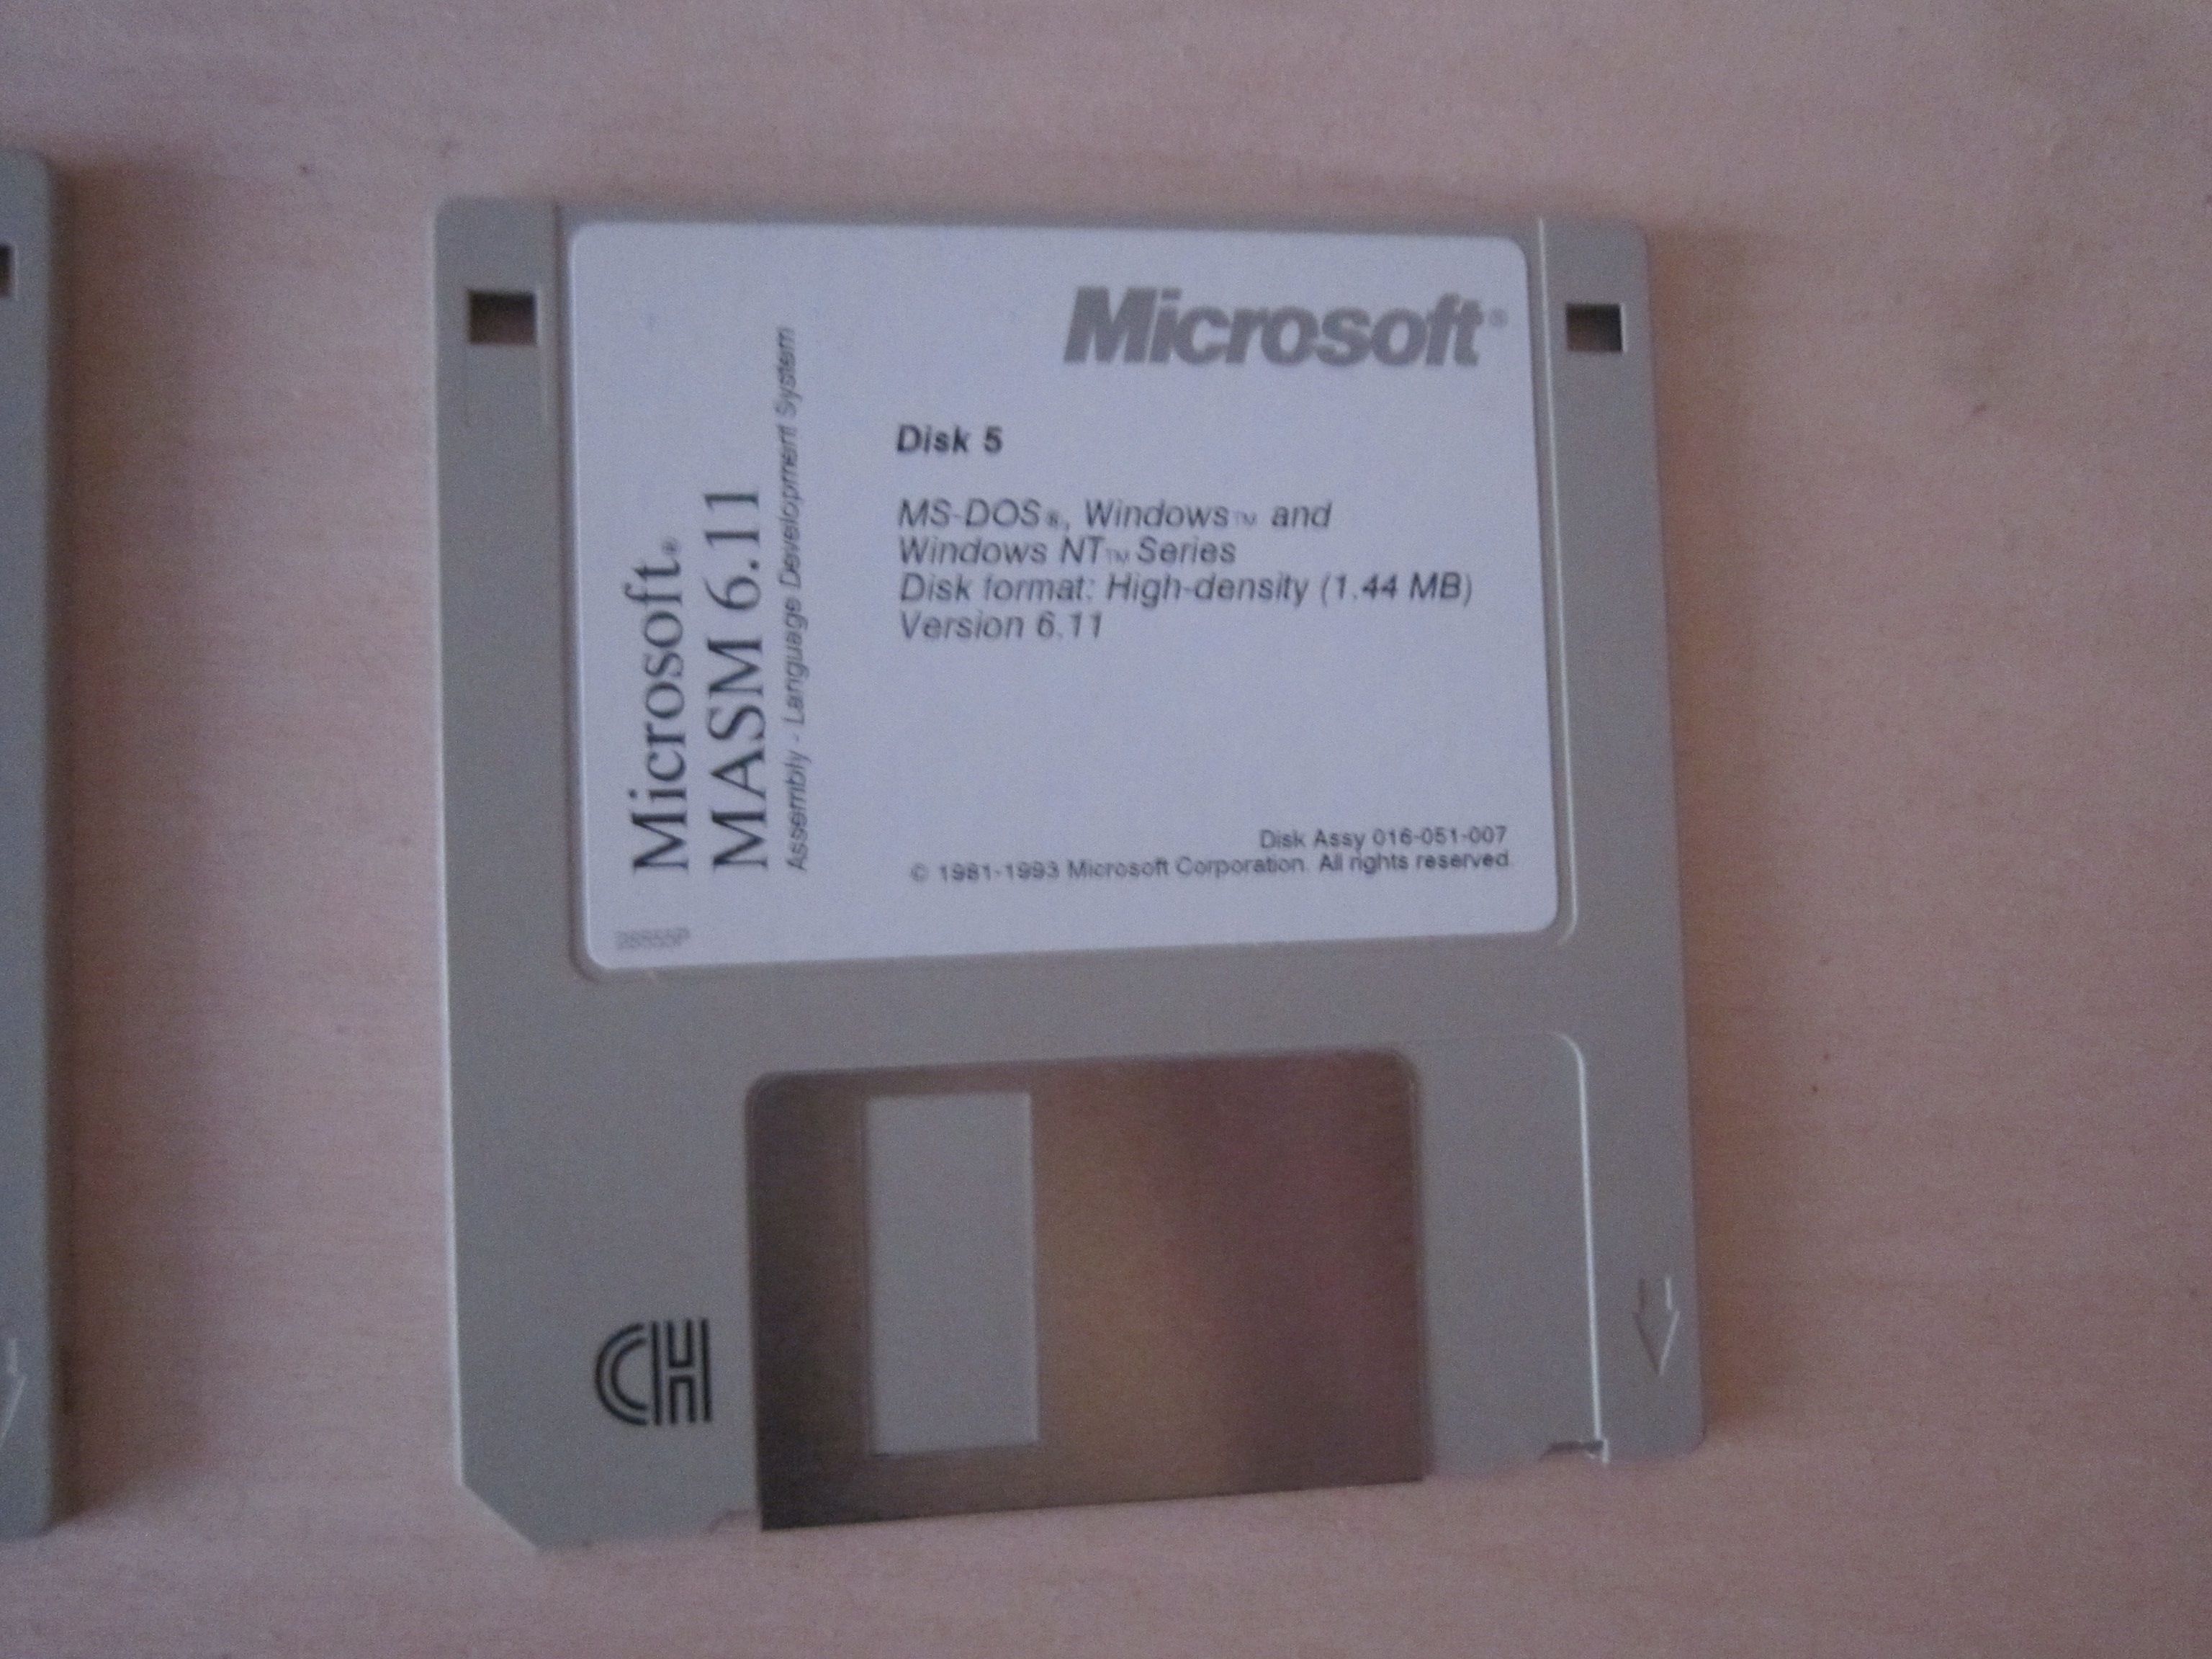 Microsoft®
MASM 6.11
Assembly - Language Development System
Microsoft®
Disk 5
MS-DOS®, Windows™ and
Windows NT™ Series
Disk format: High-density (1.44 MB)
Version 6.11
Disk Assy 016-051-007
© 1981-1993 Microsoft Corporation. All rights reserved.